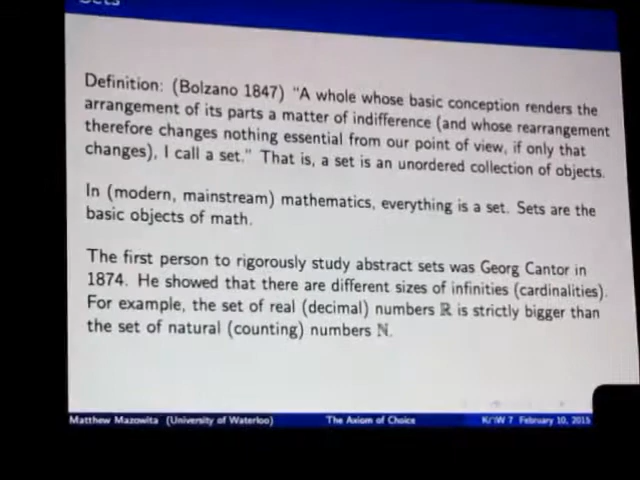 Sets
Definition: (Bolzano 1847) "A whole whose basic conception renders the
arrangement of its parts a matter of indifference (and whose rearrangement
therefore changes nothing essential from our point of view, if only that
changes), I call a set." That is, a set is an unordered collection of objects.
In (modern, mainstream) mathematics, everything is a set. Sets are the
basic objects of math.
The first person to rigorously study abstract sets was Georg Cantor in
1874. He showed that there are different sizes of infinities (cardinalities).
For example, the set of real (decimal) numbers ℝ is strictly bigger than
the set of natural (counting) numbers ℕ.
Matthew Mazowita (University of Waterloo) The Axiom of Choice 7 February 10, 2015